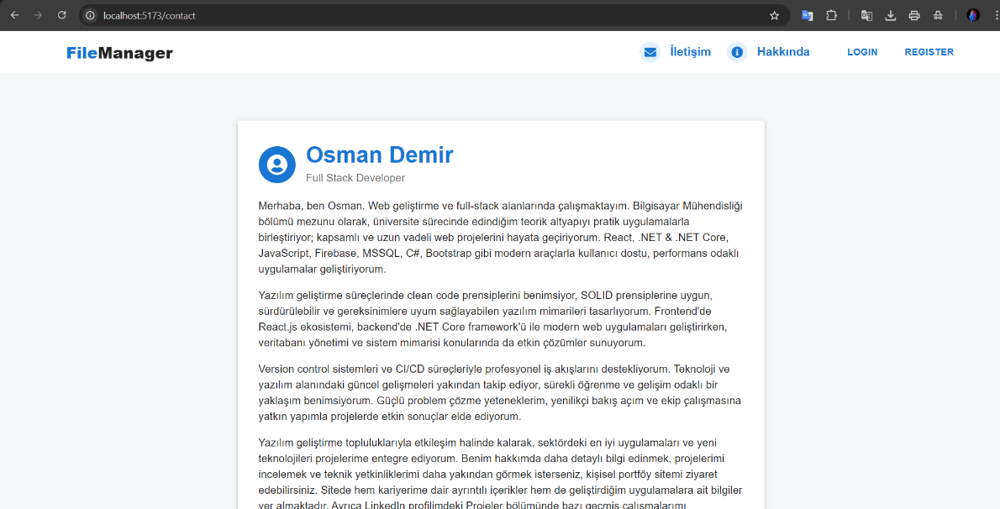 localhost:5173/contact
FileManager
İletişim
Hakkında
LOGIN
REGISTER
Osman Demir
Full Stack Developer
Merhaba, ben Osman. Web geliştirme ve full-stack alanlarında çalışmaktayım. Bilgisayar Mühendisliği
bölümü mezunu olarak, üniversite sürecinde edindiğim teorik altyapıyı pratik uygulamalarla
birleştiriyor; kapsamlı ve uzun vadeli web projelerini hayata geçiriyorum. React, .NET & .NET Core,
JavaScript, Firebase, MSSQL, C#, Bootstrap gibi modern araçlarla kullanıcı dostu, performans odaklı
uygulamalar geliştiriyorum.
Yazılım geliştirme süreçlerinde clean code prensiplerini benimsiyor, SOLID prensiplerine uygun,
sürdürülebilir ve gereksinimlere uyum sağlayabilen yazılım mimarileri tasarlıyorum. Frontend'de
React.js ekosistemi, backend'de .NET Core framework'ü ile modern web uygulamaları geliştirirken,
veritabanı yönetimi ve sistem mimarisi konularında da etkin çözümler sunuyorum.
Version control sistemleri ve CI/CD süreçleriyle profesyonel iş akışlarını destekliyorum. Teknoloji ve
yazılım alanındaki güncel gelişmeleri yakından takip ediyor, sürekli öğrenme ve gelişim odaklı bir
yaklaşım benimsiyorum. Güçlü problem çözme yeteneklerim, yenilikçi bakış açım ve ekip çalışmasına
yatkın yapımla projelerde etkin sonuçlar elde ediyorum.
Yazılım geliştirme topluluklarıyla etkileşim halinde kalarak, sektördeki en iyi uygulamaları ve yeni
teknolojileri projelerime entegre ediyorum. Benim hakkımda daha detaylı bilgi edinmek, projelerimi
incelemek ve teknik yetkinliklerimi daha yakından görmek isterseniz, kişisel portföy sitemi ziyaret
edebilirsiniz. Sitede hem kariyerime dair ayrıntılı içerikler hem de geliştirdiğim uygulamalara ait bilgiler
yer almaktadır. Ayrıca LinkedIn profilimdeki Projeler bölümünde bazı geçmiş çalışmalarımı